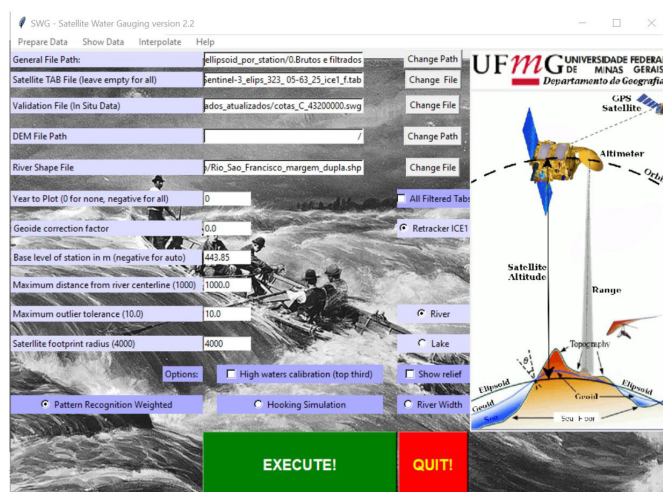 SWG - Satellite Water Gauging version 2.2
Prepare Data Show Data Interpolate Help
General File Path: ellipsoid_por_station/0.Brutos e filtrados Change Path
Satellite TAB File (leave empty for all) Sentinel-3_elips_323_ 05-63_25_ice1_f.tab Change File
Validation File (In Situ Data) ados_atualizados/cotas_C_43200000.swg Change File
DEM File Path / Change Path
River Shape File o/Rio_Sao_Francisco_margem_dupla.shp Change File
Year to Plot (0 for none, negative for all) 0 All Filtered Tabs
Geoide correction factor 0.0 Retracker ICE1
Base level of station in m (negative for auto) 443.85
Maximum distance from river centerline (1000) 1000.0
Maximum outlier tolerance (10.0) 10.0 River
Saterllite footprint radius (4000) 4000 Lake
Options: High waters calibration (top third) Show relief
Pattern Recognition Weighted Hooking Simulation River Width
EXECUTE! QUIT!
UFmG UNIVERSIDADE FEDERAL
DE MINAS GERAIS
Departamento de Geografia
GPS
Satellite
Altimeter
Orbi
Satellite
Altitude
Range
Topography
θ
Ellipsoid
Ellipsoid
Geoid
Geoid
Geoid
Sea
Sea Floor